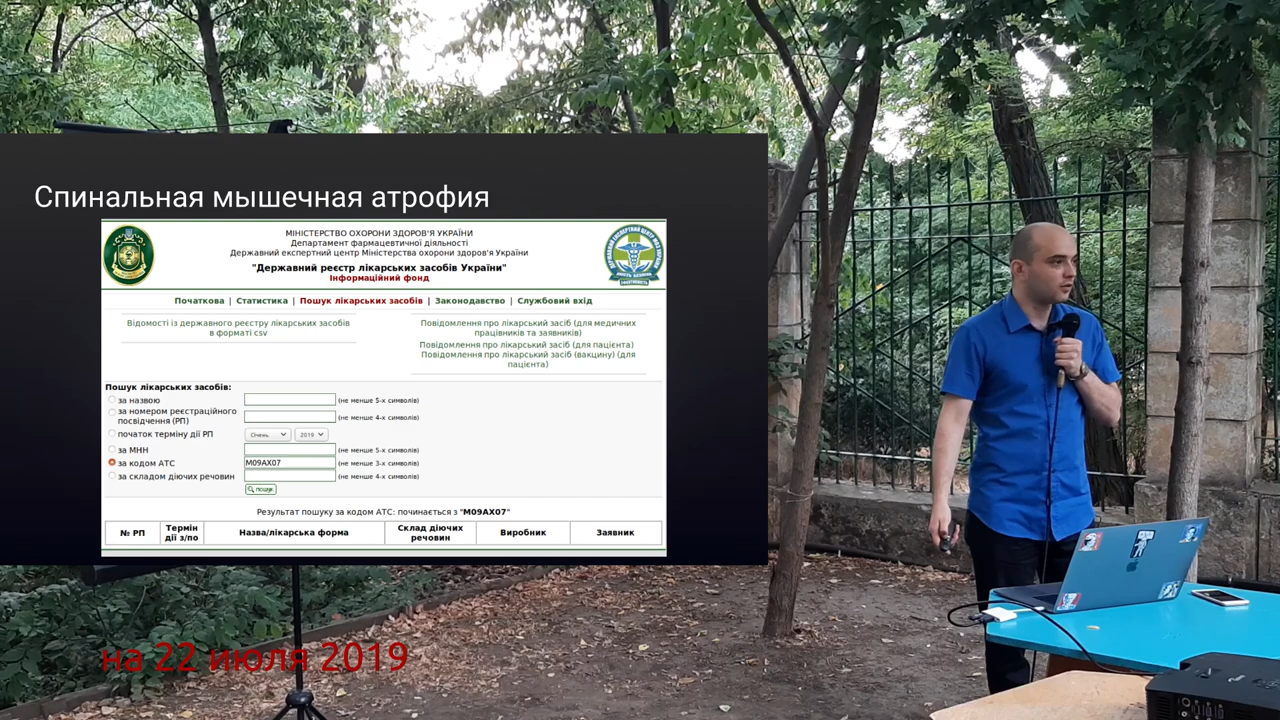 Спинальная мышечная атрофия
МІНІСТЕРСТВО ОХОРОНИ ЗДОРОВ'Я УКРАЇНИ
Департамент фармацевтичної діяльності
Державний експертний центр Міністерства охорони здоров'я України
"Державний реєстр лікарських засобів України"
Інформаційний фонд
Початкова | Статистика | Пошук лікарських засобів | Законодавство | Службовий вхід
Відомості із державного реєстру лікарських засобів
в форматі csv
Повідомлення про лікарський засіб (для медичних
працівників та заявників)
Повідомлення про лікарський засіб (для пацієнта)
Повідомлення про лікарський засіб (вакцину) (для
пацієнта)
Пошук лікарських засобів:
за назвою (не менше 5-х символів)
за номером реєстраційного
посвідчення (РП) (не менше 4-х символів)
початок терміну дії РП Січень 2019
за МНН (не менше 5-х символів)
за кодом АТС M09AX07 (не менше 3-х символів)
за складом діючих речовин (не менше 4-х символів)
пошук
Результат пошуку за кодом АТС: починається з "M09AX07"
№ РП
Термін
дії з/по
Назва/лікарська форма
Склад діючих
речовин
Виробник
Заявник
на 22 июля 2019